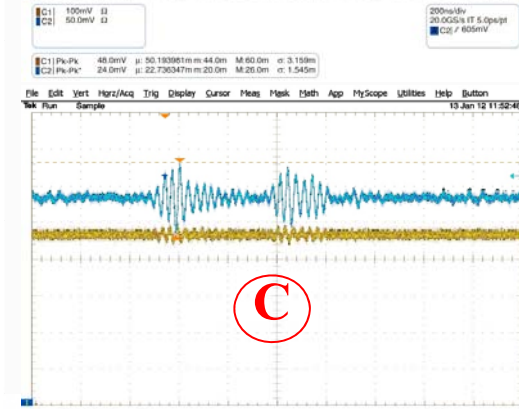 C1 100mV Ω
C2 50.0mV Ω
200ns/div
20.0GS/s IT 5.0ps/pt
C2 / 605mV
C1 Pk-Pk 48.0mV μ: 50.193981m m:44.0m M:60.0m σ: 3.159m
C2 Pk-Pk* 24.0mV μ: 22.736347m m:20.0m M:26.0m σ: 1.545m
File Edit Vert Horz/Acq Trig Display Cursor Meas Mask Math App MyScope Utilities Help Button
Tek Run Sample 13 Jan 12 11:52:46
C